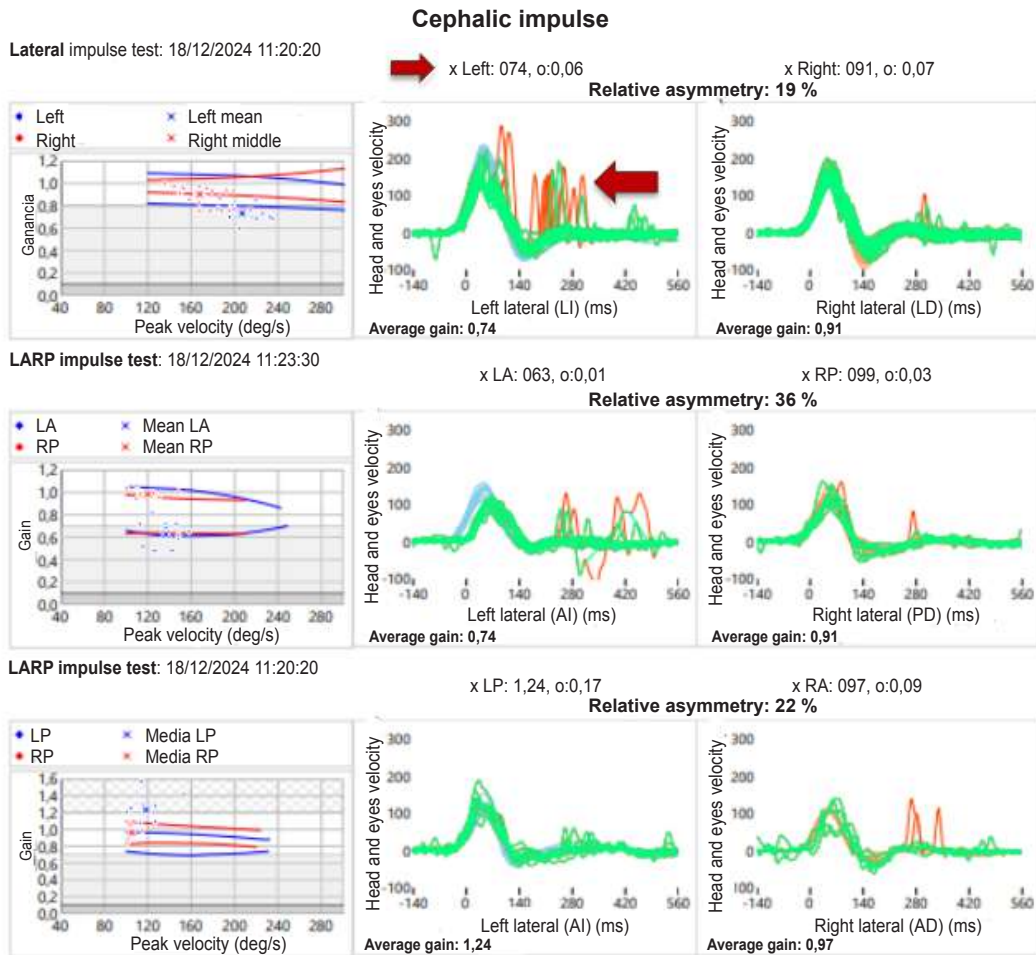 Cephalic impulse
Lateral impulse test: 18/12/2024 11:20:20
x Left: 074, o:0,06
x Right: 091, o: 0,07
Relative asymmetry: 19 %
Left
Left mean
Right
Right middle
1,2
1,0
0,8
0,6
0,4
0,2
0,0
Ganancia
40 80 120 160 200 240 280
Peak velocity (deg/s)
Head and eyes velocity
300
200
100
0
100
-140 0 140 280 420 560
Left lateral (LI) (ms)
Average gain: 0,74
Head and eyes velocity
300
200
100
0
100
-140 0 140 280 420 560
Right lateral (LD) (ms)
Average gain: 0,91
LARP impulse test: 18/12/2024 11:23:30
x LA: 063, o:0,01
x RP: 099, o:0,03
Relative asymmetry: 36 %
LA
Mean LA
RP
Mean RP
1,2
1,0
0,8
0,6
0,4
0,2
0,0
Gain
40 80 120 160 200 240 280
Peak velocity (deg/s)
Head and eyes velocity
300
200
100
0
-100
-140 0 140 280 420 560
Left lateral (AI) (ms)
Average gain: 0,74
Head and eyes velocity
300
200
100
0
-100
-140 0 140 280 420 560
Right lateral (PD) (ms)
Average gain: 0,91
LARP impulse test: 18/12/2024 11:20:20
x LP: 1,24, o:0,17
x RA: 097, o:0,09
Relative asymmetry: 22 %
LP
Media LP
RP
Media RP
1,6
1,4
1,2
1,0
0,8
0,6
0,4
0,2
0,0
Gain
40 80 120 160 200 240 280
Peak velocity (deg/s)
Head and eyes velocity
300
200
100
0
-100
-140 0 140 280 420 560
Left lateral (AI) (ms)
Average gain: 1,24
Head and eyes velocity
300
200
100
0
-100
-140 0 140 280 420 560
Right lateral (AD) (ms)
Average gain: 0,97